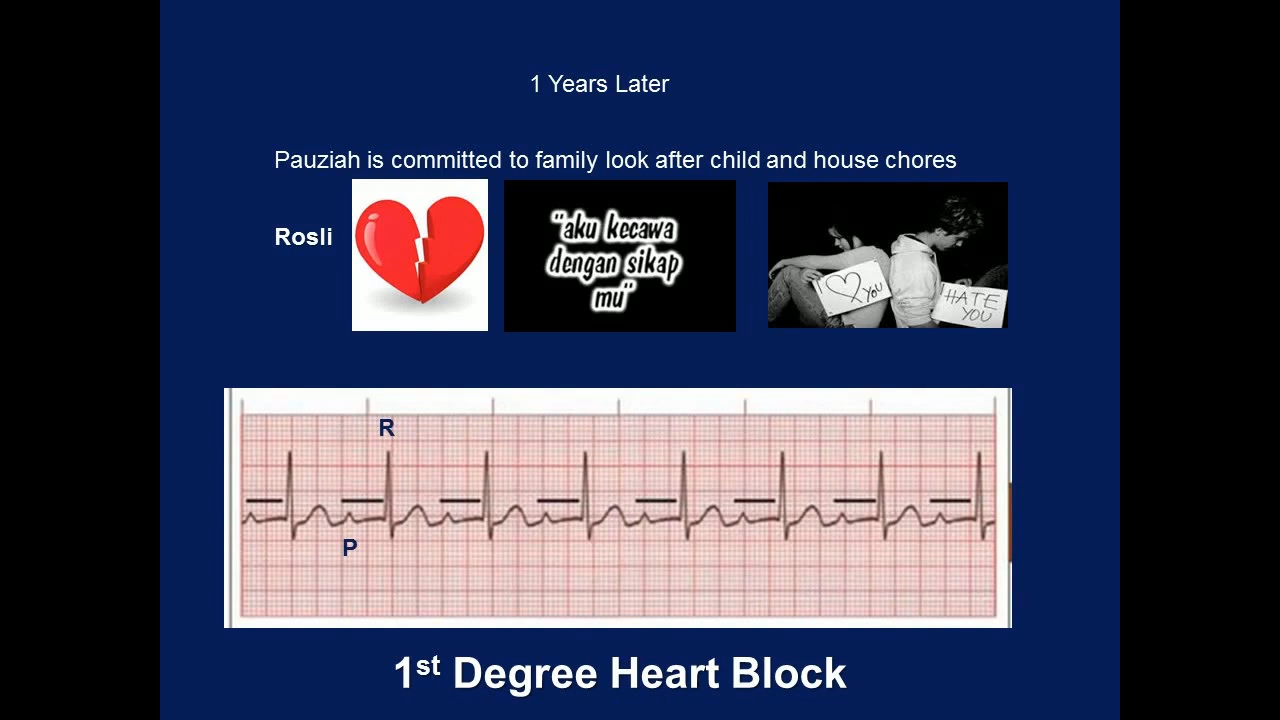 1 Years Later
Pauziah is committed to family look after child and house chores
Rosli
"aku kecawa
dengan sikap
mu"
YOU
HATE
YOU
R
P
1st Degree Heart Block